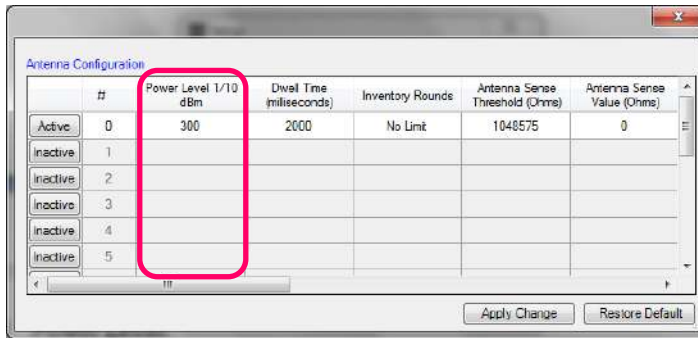 Antenna Configuration
# Power Level 1/10 dBm Dwell Time (miliseconds) Inventory Rounds Antenna Sense Threshold (Ohms) Antenna Sense Value (Ohms)
Active 0 300 2000 No Limit 1048575 0
Inactive 1
Inactive 2
Inactive 3
Inactive 4
Inactive 5
Apply Change Restore Default